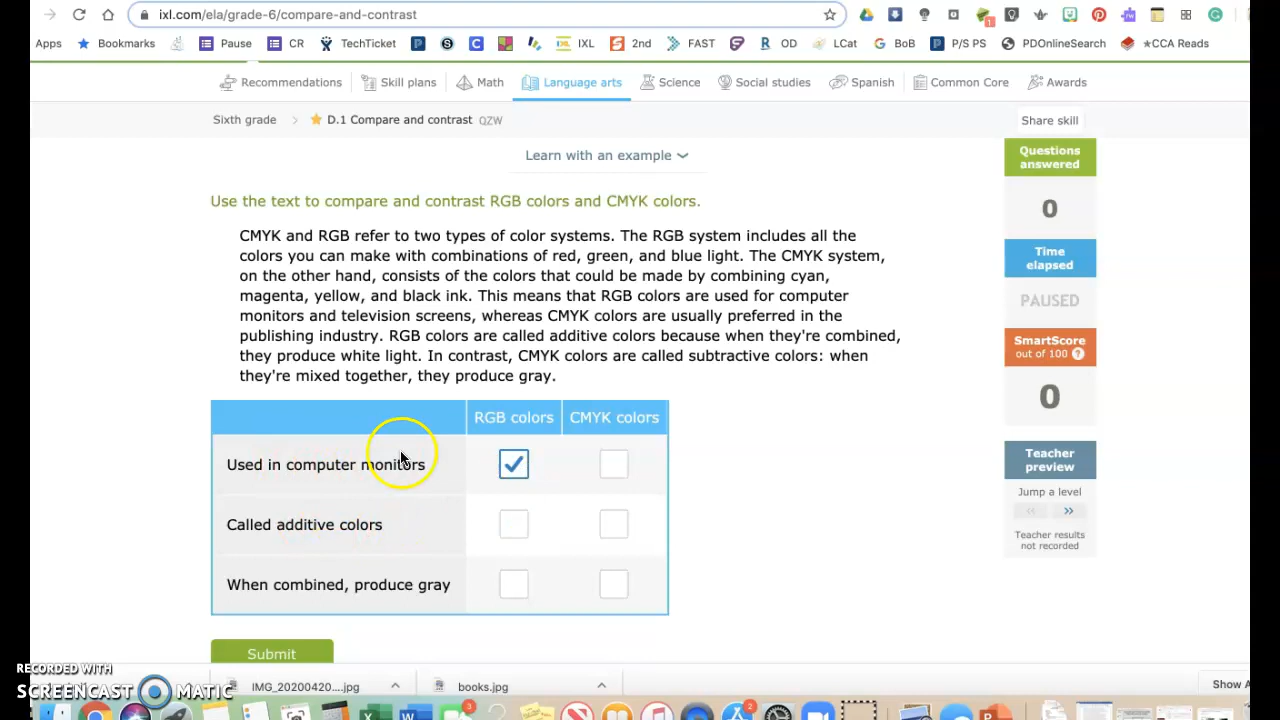 ixl.com/ela/grade-6/compare-and-contrast
Apps Bookmarks Pause CR TechTicket IXL 2nd FAST OD LCat BoB P/S PS PDOnlineSearch ★CCA Reads
Recommendations Skill plans Math Language arts Science Social studies Spanish Common Core Awards
Sixth grade > D.1 Compare and contrast QZW
Share skill
Learn with an example
Questions
answered
0
Time
elapsed
PAUSED
SmartScore
out of 100 ?
0
Teacher
preview
Jump a level
<< >>
Teacher results
not recorded
Use the text to compare and contrast RGB colors and CMYK colors.
CMYK and RGB refer to two types of color systems. The RGB system includes all the
colors you can make with combinations of red, green, and blue light. The CMYK system,
on the other hand, consists of the colors that could be made by combining cyan,
magenta, yellow, and black ink. This means that RGB colors are used for computer
monitors and television screens, whereas CMYK colors are usually preferred in the
publishing industry. RGB colors are called additive colors because when they're combined,
they produce white light. In contrast, CMYK colors are called subtractive colors: when
they're mixed together, they produce gray.
RGB colors CMYK colors
Used in computer monitors
Called additive colors
When combined, produce gray
Submit
RECORDED WITH
SCREENCAST MATIC
IMG_20200420....jpg books.jpg Show A
3 2